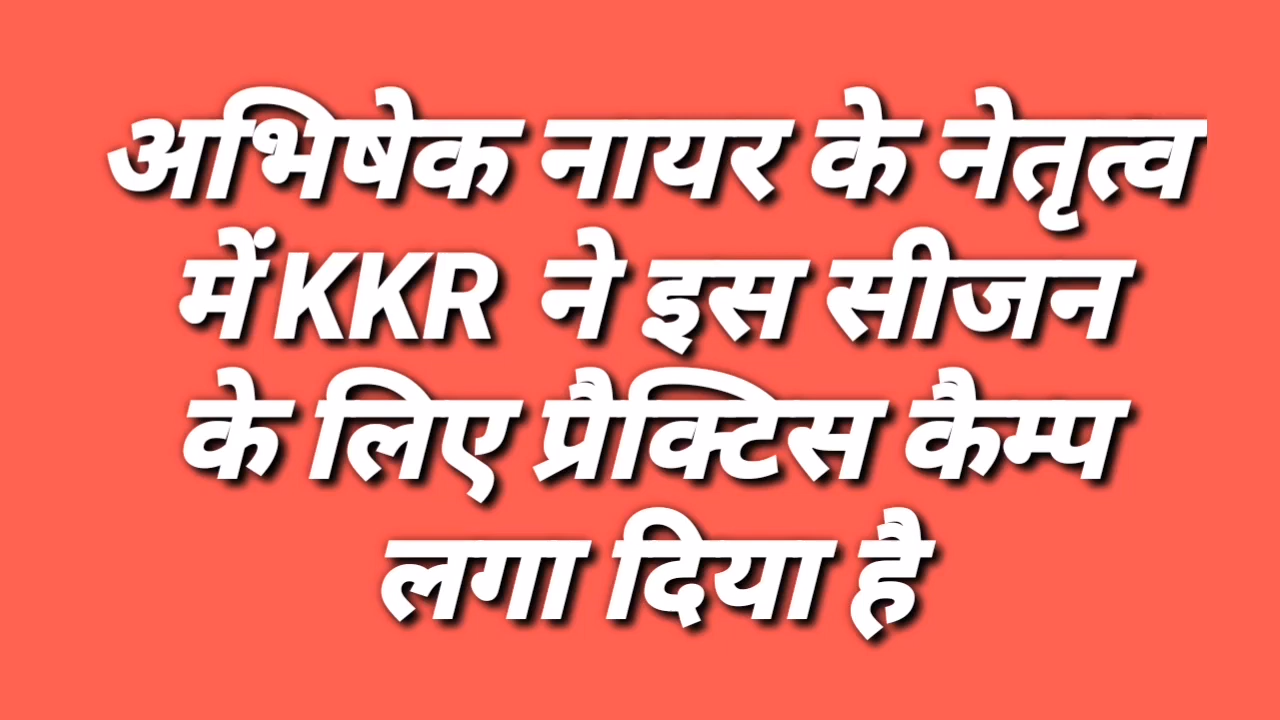 अभिषेक नायर के नेतृत्व
में KKR ने इस सीजन
के लिए प्रैक्टिस कैम्प
लगा दिया है